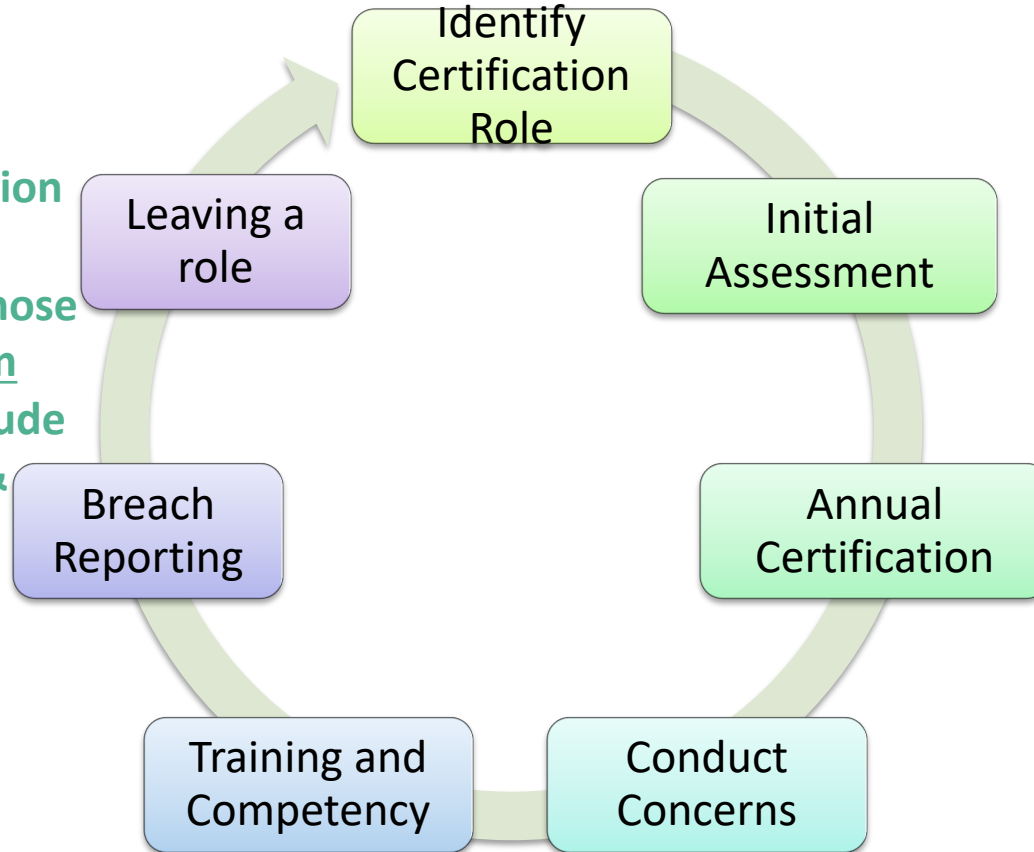 Identify
Certification
Role
Initial
Assessment
Annual
Certification
Conduct
Concerns
Training and
Competency
Breach
Reporting
Leaving a
role
&